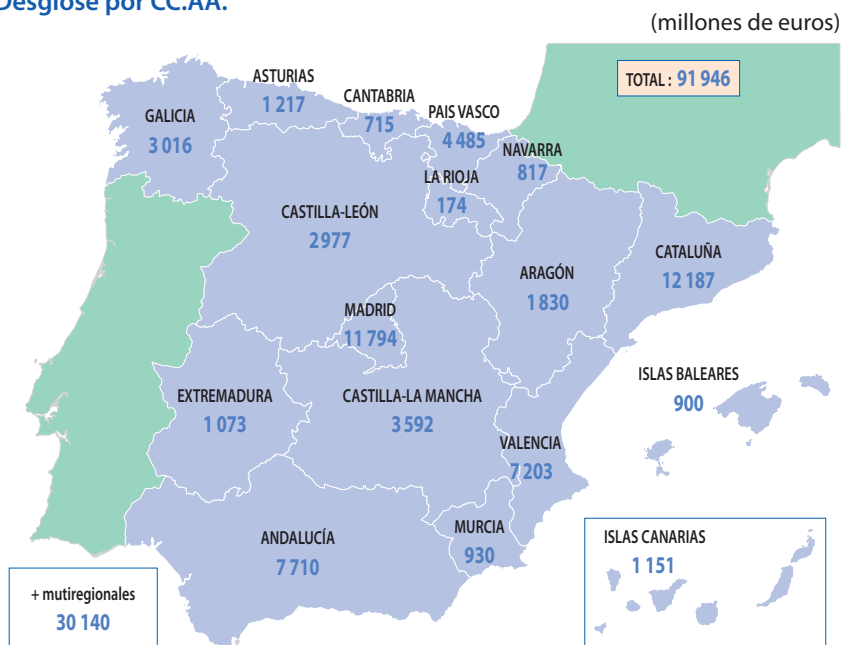 Desglose por CC.AA.
(millones de euros)
TOTAL : 91 946
ASTURIAS
1 217
CANTABRIA
715
PAIS VASCO
4 485
GALICIA
3 016
NAVARRA
817
LA RIOJA
174
CASTILLA-LEÓN
2977
ARAGÓN
1 830
CATALUÑA
12 187
MADRID
11 794
ISLAS BALEARES
900
EXTREMADURA
1 073
CASTILLA-LA MANCHA
3 592
VALENCIA
7 203
ANDALUCÍA
7 710
MURCIA
930
ISLAS CANARIAS
1 151
+ mutiregionales
30 140